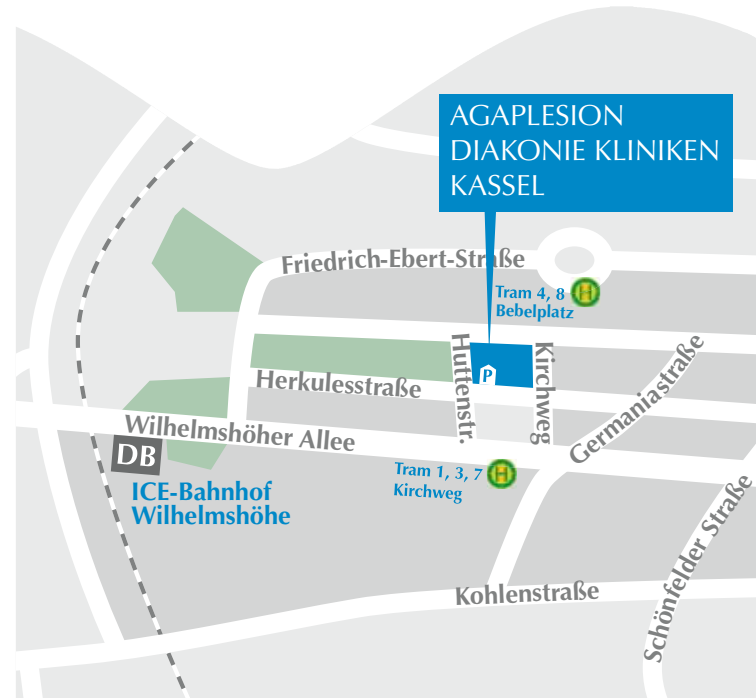 AGAPLESION
DIAKONIE KLINIKEN
KASSEL
Friedrich-Ebert-Straße
Tram 4, 8 H
Bebelplatz
Huttenstr.
Kirchweg
P
Herkulesstraße
Germaniastraße
Wilhelmshöher Allee
DB
Tram 1, 3, 7 H
Kirchweg
ICE-Bahnhof
Wilhelmshöhe
Schönfelder Straße
Kohlenstraße